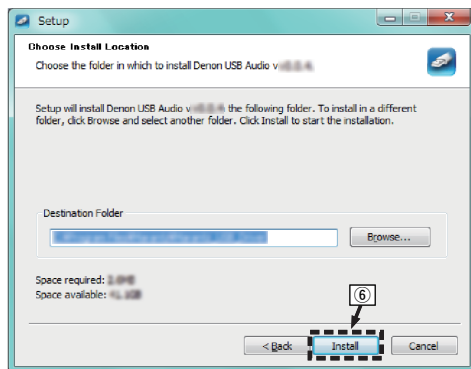 Setup
Choose Install Location
Choose the folder in which to install Denon USB Audio v
Setup will install Denon USB Audio v the following folder. To install in a different
folder, click Browse and select another folder. Click Install to start the installation.
Destination Folder
Browse...
Space required:
Space available:
⑥
< Back Install Cancel